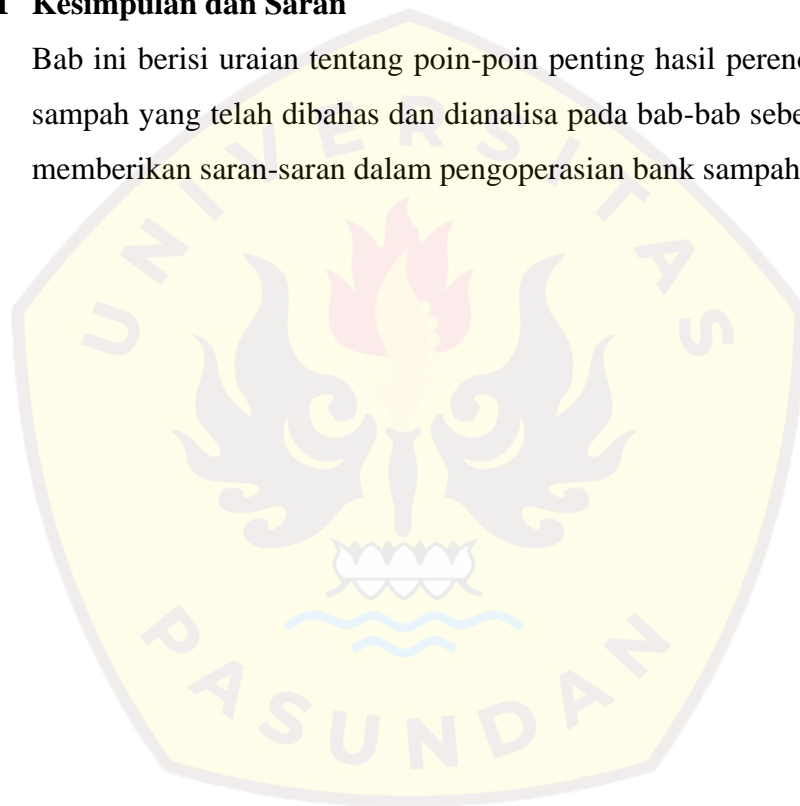 Kesimpulan dan Saran
Bab ini berisi uraian tentang poin-poin penting hasil
sampah yang telah dibahas dan dianalisa pada bab-bab
memberikan saran-saran dalam pengoperasian bank sampah
UNIVERSITAS
PASUNDAN